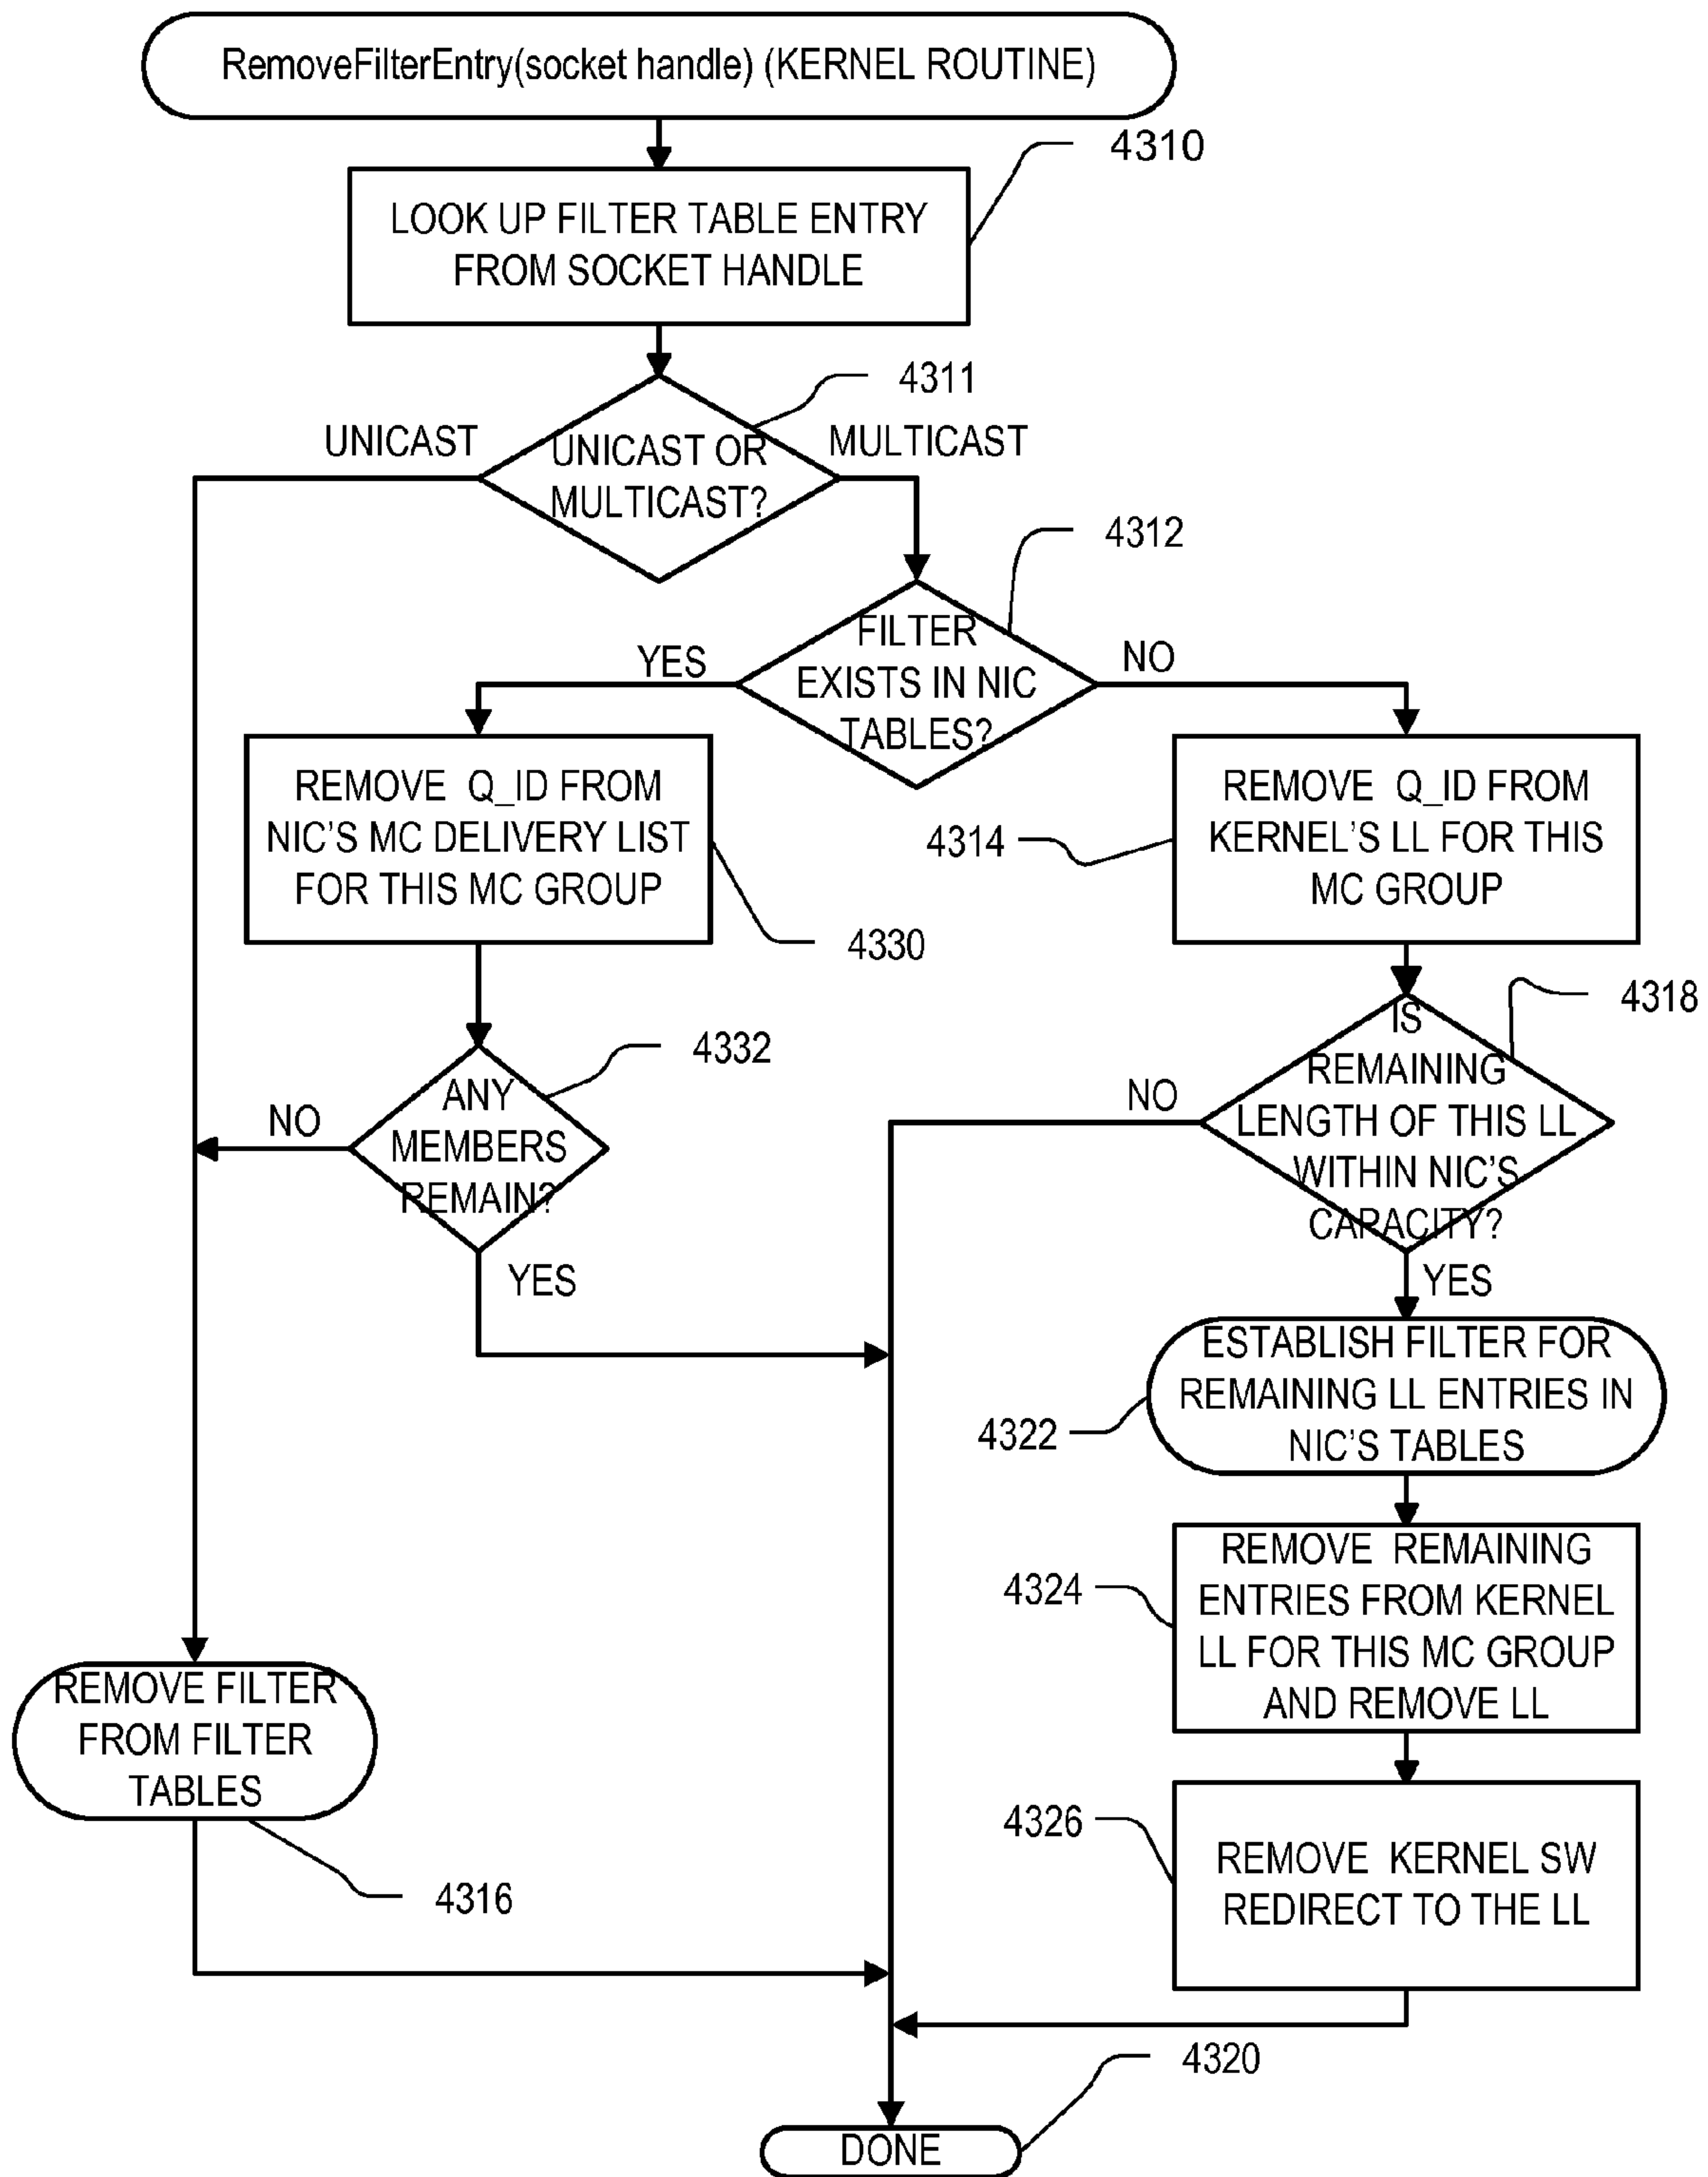 RemoveFilterEntry(socket handle) (KERNEL ROUTINE)
4310
LOOK UP FILTER TABLE ENTRY
FROM SOCKET HANDLE
4311
UNICAST
MULTICAST
UNICAST OR
MULTICAST?
4312
FILTER
EXISTS IN NIC
TABLES?
YES
NO
REMOVE Q_ID FROM
NIC'S MC DELIVERY LIST
FOR THIS MC GROUP
4330
REMOVE Q_ID FROM
KERNEL'S LL FOR THIS
MC GROUP
4314
4318
IS
REMAINING
LENGTH OF THIS LL
WITHIN NIC'S
CAPACITY?
NO
YES
4332
ANY
MEMBERS
REMAIN?
NO
YES
ESTABLISH FILTER FOR
REMAINING LL ENTRIES IN
NIC'S TABLES
4322
REMOVE REMAINING
ENTRIES FROM KERNEL
LL FOR THIS MC GROUP
AND REMOVE LL
4324
REMOVE FILTER
FROM FILTER
TABLES
4316
REMOVE KERNEL SW
REDIRECT TO THE LL
4326
4320
DONE